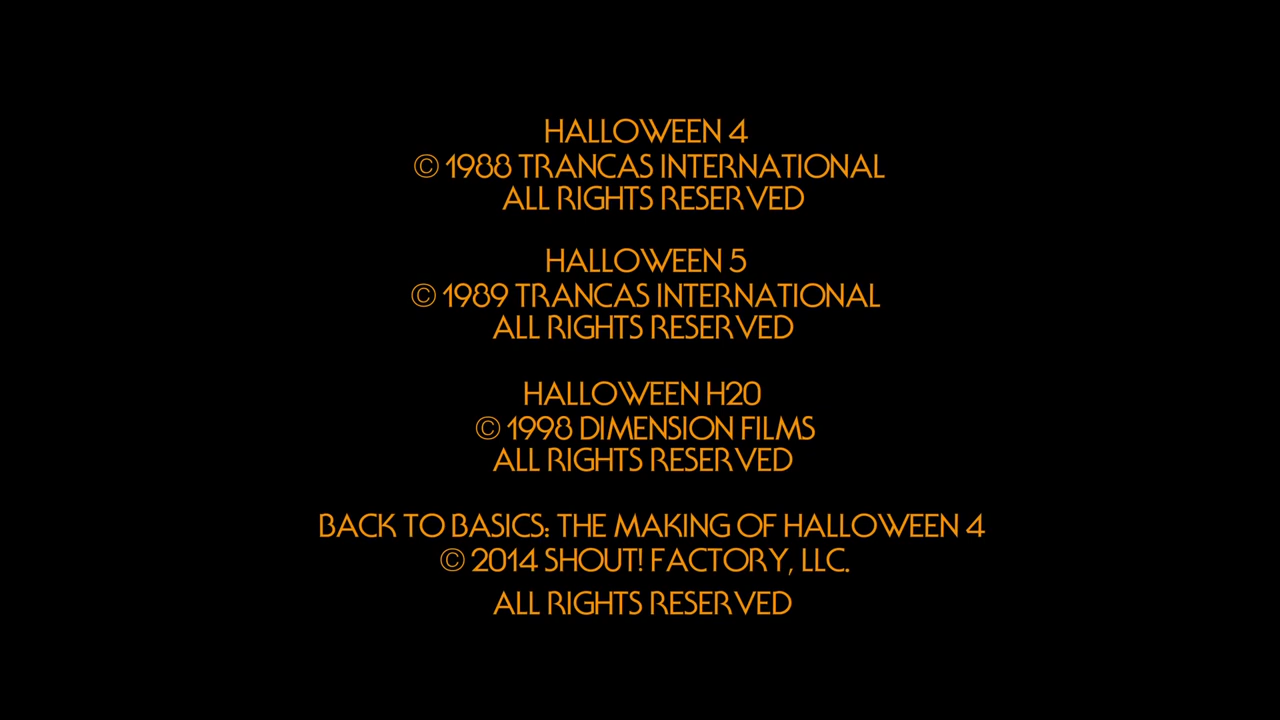 HALLOWEEN 4
© 1988 TRANCAS INTERNATIONAL
ALL RIGHTS RESERVED
HALLOWEEN 5
© 1989 TRANCAS INTERNATIONAL
ALL RIGHTS RESERVED
HALLOWEEN H20
© 1998 DIMENSION FILMS
ALL RIGHTS RESERVED
BACK TO BASICS: THE MAKING OF HALLOWEEN 4
© 2014 SHOUT! FACTORY, LLC.
ALL RIGHTS RESERVED